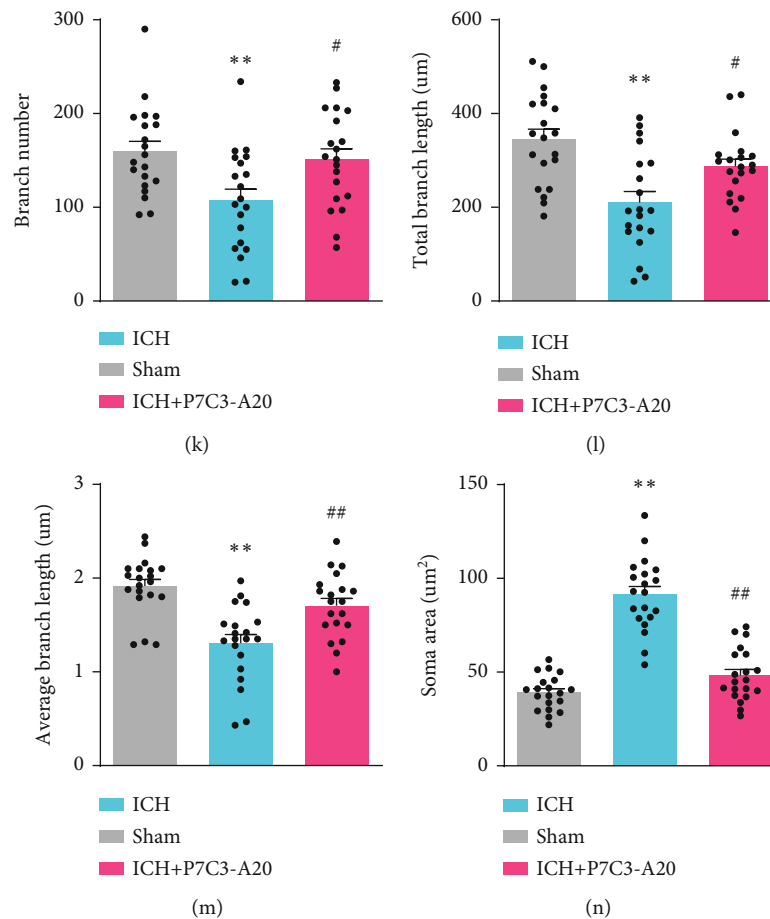 300
200
100
0
Branch number
**
#
ICH
Sham
ICH+P7C3-A20
(k)
600
400
200
0
Total branch length (um)
**
#
ICH
Sham
ICH+P7C3-A20
(l)
3
2
1
0
Average branch length (um)
**
##
ICH
Sham
ICH+P7C3-A20
(m)
150
100
50
0
Soma area (um²)
**
##
ICH
Sham
ICH+P7C3-A20
(n)